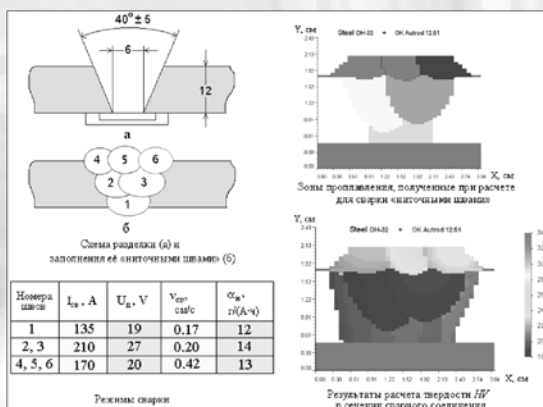 40° ± 5
6
12
а
4 5 6
2 3
1
б
Схема разделки (а) и
заполнения её «ниточными швами» (б)
Номера швов Iсв, A Uд, V Vсв, см/с αн, г/(А·ч)
1 135 19 0.17 12
2, 3 210 27 0.20 14
4, 5, 6 170 20 0.42 13
Режимы сварки
Y, см Steel DH-32 + OK Autrod 12.51
X, см
Зоны проплавления, полученные при расчете
для сварки «ниточными швами»
Y, см Steel DH-32 + OK Autrod 12.51
X, см
Результаты расчета твердости HV
в сечении сварного соединения